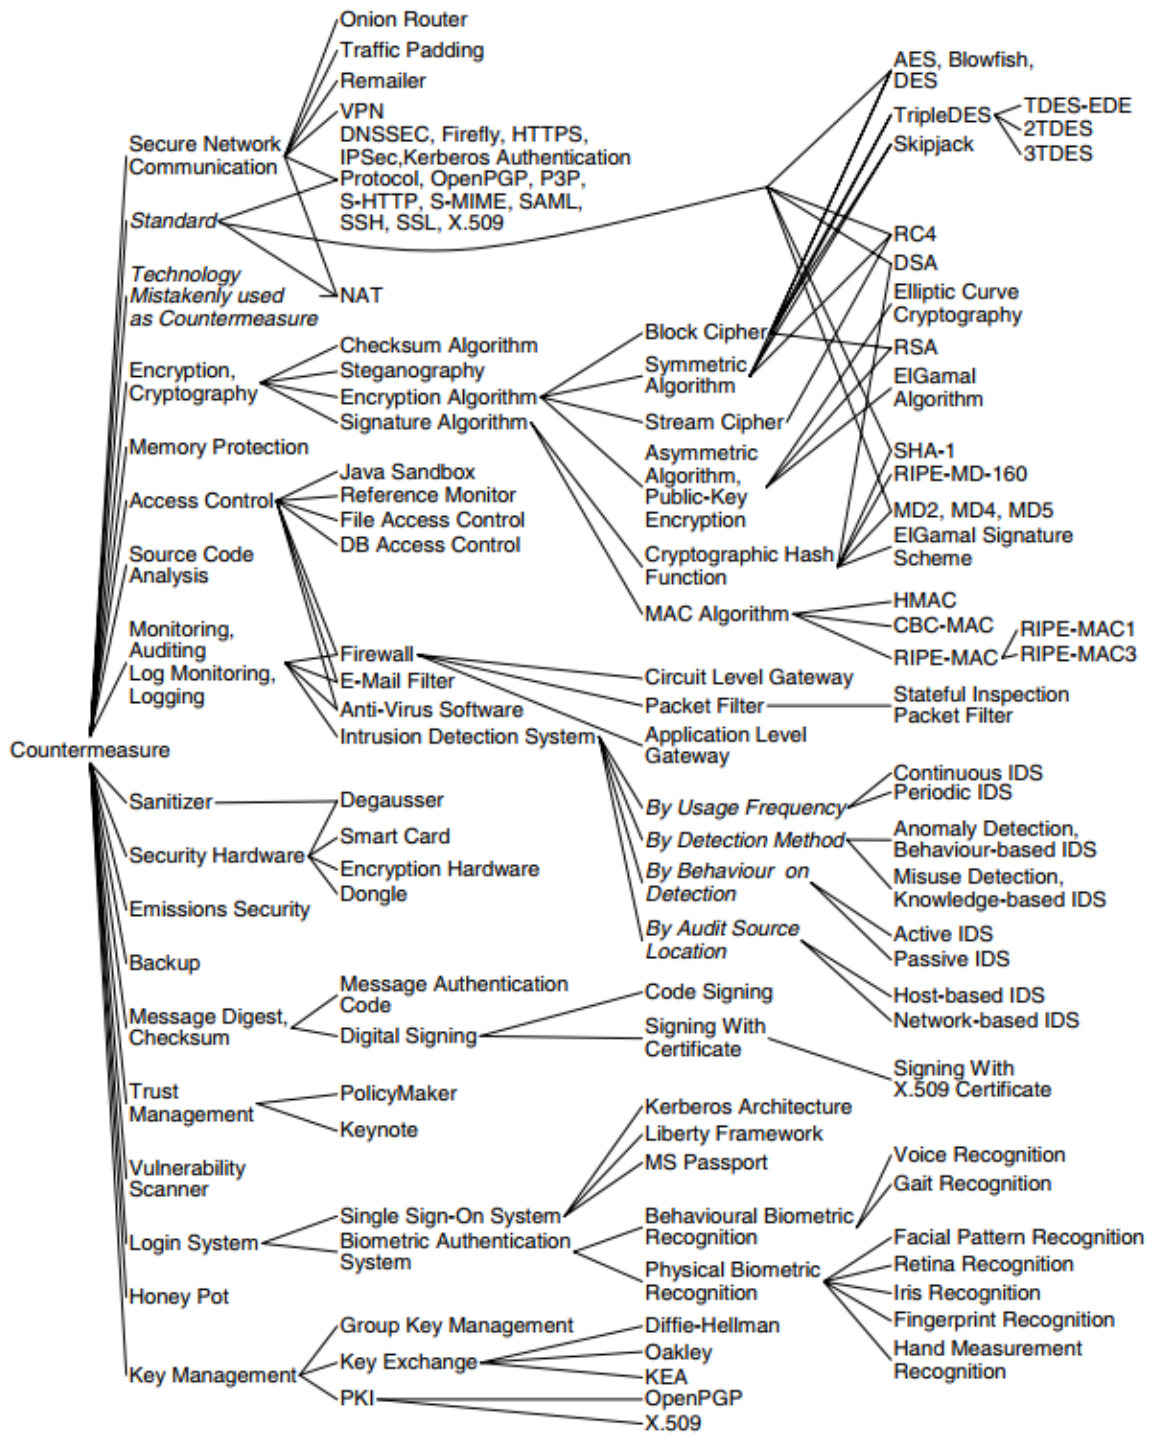 Countermeasure
Secure Network
Communication
Standard
Technology
Mistakenly used
as Countermeasure
Encryption,
Cryptography
Memory Protection
Access Control
Source Code
Analysis
Monitoring,
Auditing
Log Monitoring,
Logging
Sanitizer
Security Hardware
Emissions Security
Backup
Message Digest,
Checksum
Trust
Management
Vulnerability
Scanner
Login System
Honey Pot
Key Management
Onion Router
Traffic Padding
Remailer
VPN
DNSSEC, Firefly, HTTPS,
IPSec,Kerberos Authentication
Protocol, OpenPGP, P3P,
S-HTTP, S-MIME, SAML,
SSH, SSL, X.509
NAT
Checksum Algorithm
Steganography
Encryption Algorithm
Signature Algorithm
Java Sandbox
Reference Monitor
File Access Control
DB Access Control
Firewall
E-Mail Filter
Anti-Virus Software
Intrusion Detection System
Degausser
Smart Card
Encryption Hardware
Dongle
Message Authentication
Code
Digital Signing
PolicyMaker
Keynote
Single Sign-On System
Biometric Authentication
System
Group Key Management
Key Exchange
PKI
Block Cipher
Symmetric
Algorithm
Stream Cipher
Asymmetric
Algorithm,
Public-Key
Encryption
Cryptographic Hash
Function
MAC Algorithm
Circuit Level Gateway
Packet Filter
Application Level
Gateway
By Usage Frequency
By Detection Method
By Behaviour on
Detection
By Audit Source
Location
Code Signing
Signing With
Certificate
Kerberos Architecture
Liberty Framework
MS Passport
Behavioural Biometric
Recognition
Physical Biometric
Recognition
Diffie-Hellman
Oakley
KEA
OpenPGP
X.509
AES, Blowfish,
DES
TripleDES
Skipjack
RC4
DSA
Elliptic Curve
Cryptography
RSA
ElGamal
Algorithm
SHA-1
RIPE-MD-160
MD2, MD4, MD5
ElGamal Signature
Scheme
HMAC
CBC-MAC
RIPE-MAC
Stateful Inspection
Packet Filter
Continuous IDS
Periodic IDS
Anomaly Detection,
Behaviour-based IDS
Misuse Detection,
Knowledge-based IDS
Active IDS
Passive IDS
Host-based IDS
Network-based IDS
Signing With
X.509 Certificate
Voice Recognition
Gait Recognition
Facial Pattern Recognition
Retina Recognition
Iris Recognition
Fingerprint Recognition
Hand Measurement
Recognition
TDES-EDE
2TDES
3TDES
RIPE-MAC1
RIPE-MAC3